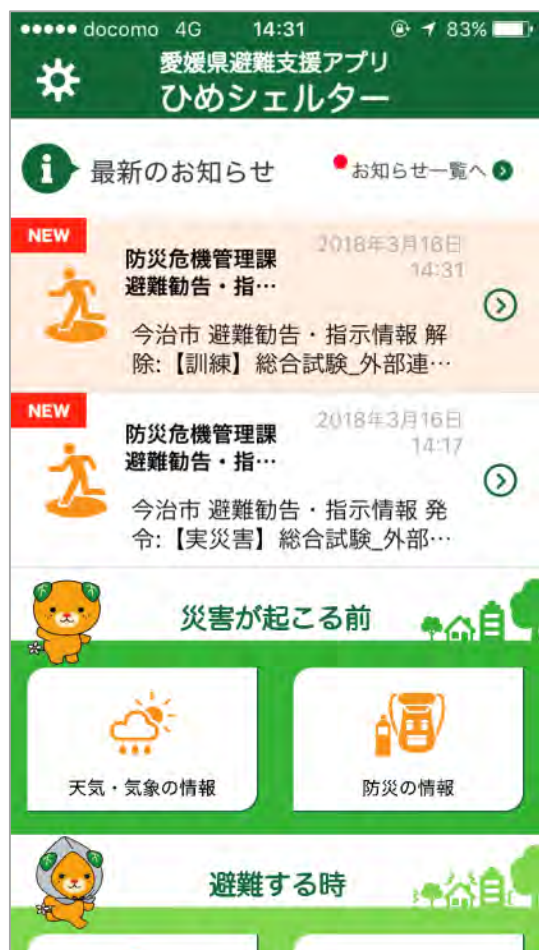 docomo 4G 14:31 83%
愛媛県避難支援アプリ
ひめシェルター
最新のお知らせ
お知らせ一覧へ
NEW
防災危機管理課
避難勧告・指…
2018年3月16日
14:31
今治市 避難勧告・指示情報 解
除:【訓練】総合試験_外部連…
NEW
防災危機管理課
避難勧告・指…
2018年3月16日
14:17
今治市 避難勧告・指示情報 発
令:【実災害】総合試験_外部…
災害が起こる前
天気・気象の情報
防災の情報
避難する時